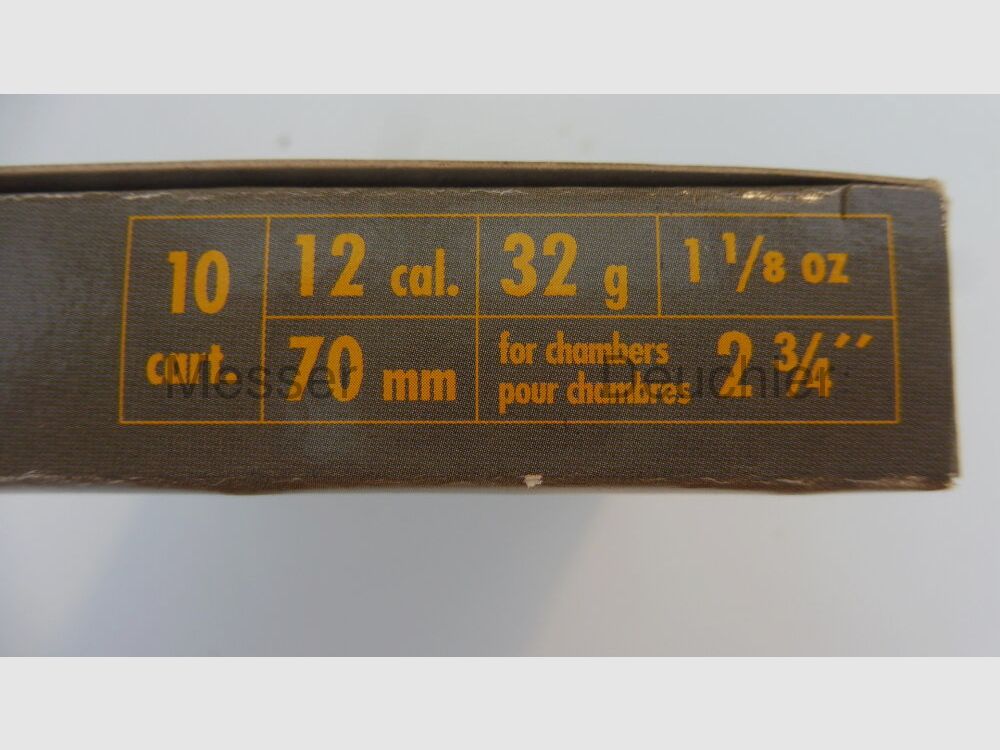 10 cart.
12 cal.
32 g
1 1/8 oz
70 mm
for chambers
pour chambres
2 3/4´´
Messer Deuchler